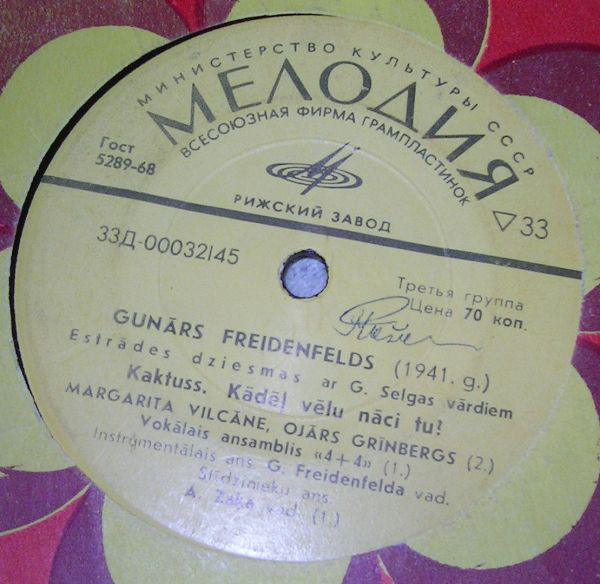 МИНИСТЕРСТВО КУЛЬТУРЫ СССР
МЕЛОДИЯ
ВСЕСОЮЗНАЯ ФИРМА ГРАМПЛАСТИНОК
Гост
5289-68
РИЖСКИЙ ЗАВОД
33
33Д-00032145
Третья группа
Цена 70 коп.
GUNĀRS FREIDENFELDS (1941. g.)
Estrādes dziesmas ar G. Selgas vārdiem
Kaktuss. Kādēļ vēlu nāci tu?
MARGARITA VILCĀNE, OJĀRS GRĪNBERGS (2.)
Vokālais ansamblis «4+4» (1.)
Instrumentālais ans. G. Freidenfelda vad.
Slīdzinieku ans.
A. Zaķa vad. (1.)